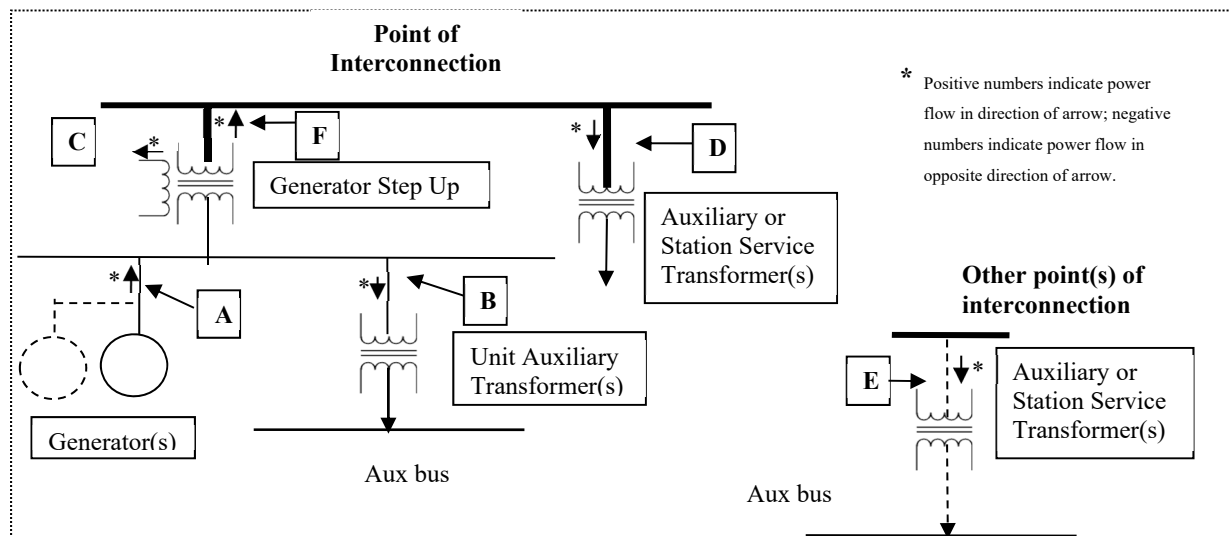 Point of
Interconnection
* Positive numbers indicate power
flow in direction of arrow; negative
numbers indicate power flow in
opposite direction of arrow.
C
*
*
F
*
D
Generator Step Up
Auxiliary or
Station Service
Transformer(s)
*
A
*
B
Unit Auxiliary
Transformer(s)
Generator(s)
Aux bus
Other point(s) of
interconnection
E
*
Auxiliary or
Station Service
Transformer(s)
Aux bus